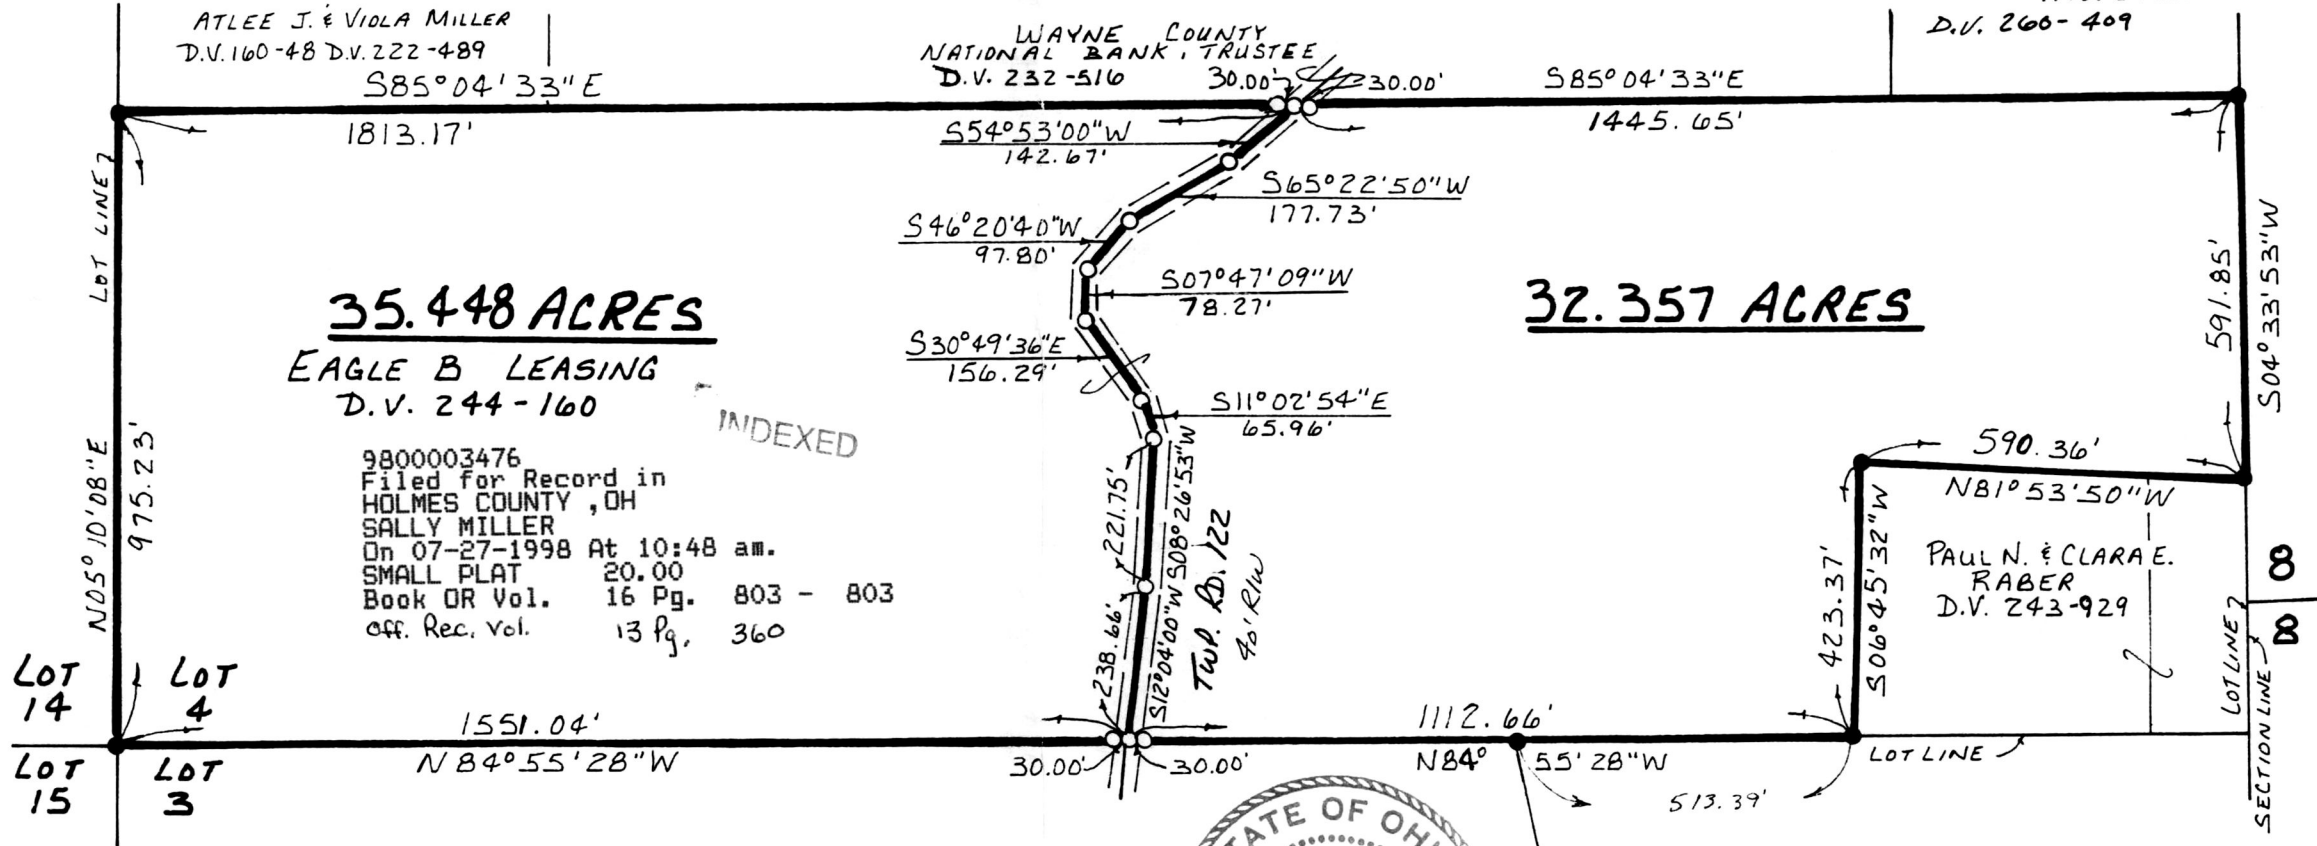 ATLEE J. & VIOLA MILLER
D.V. 160-48 D.V. 222-489
WAYNE COUNTY
NATIONAL BANK, TRUSTEE
D.V. 232-516
D.V. 260-409
S85°04'33"E
1813.17'
30.00'
30.00'
S85°04'33"E
1445.65'
S54°53'00"W
142.67'
S65°22'50"W
177.73'
S46°20'40"W
97.80'
S07°47'09"W
78.27'
S30°49'36"E
156.29'
S11°02'54"E
65.96'
LOT LINE
N05°10'08"E
975.23'
35.448 ACRES
EAGLE B LEASING
D.V. 244-160
INDEXED
9800003476
Filed for Record in
HOLMES COUNTY ,OH
SALLY MILLER
On 07-27-1998 At 10:48 am.
SMALL PLAT 20.00
Book OR Vol. 16 Pg. 803 - 803
Off. Rec. Vol. 13 Pg. 360
32.357 ACRES
591.85'
S04°33'53"W
590.36'
N81°53'50"W
221.75'
S08°26'53"W
238.66'
S12°04'00"W
TWP. RD. 122
40' R/W
423.37'
S06°45'32"W
PAUL N. & CLARA E.
RABER
D.V. 243-929
8
8
LOT LINE
SECTION LINE
LOT
14
LOT
4
LOT
15
LOT
3
1551.04'
N84°55'28"W
30.00'
30.00'
1112.66'
N84°55'28"W
LOT LINE
513.39'
STATE OF OHI